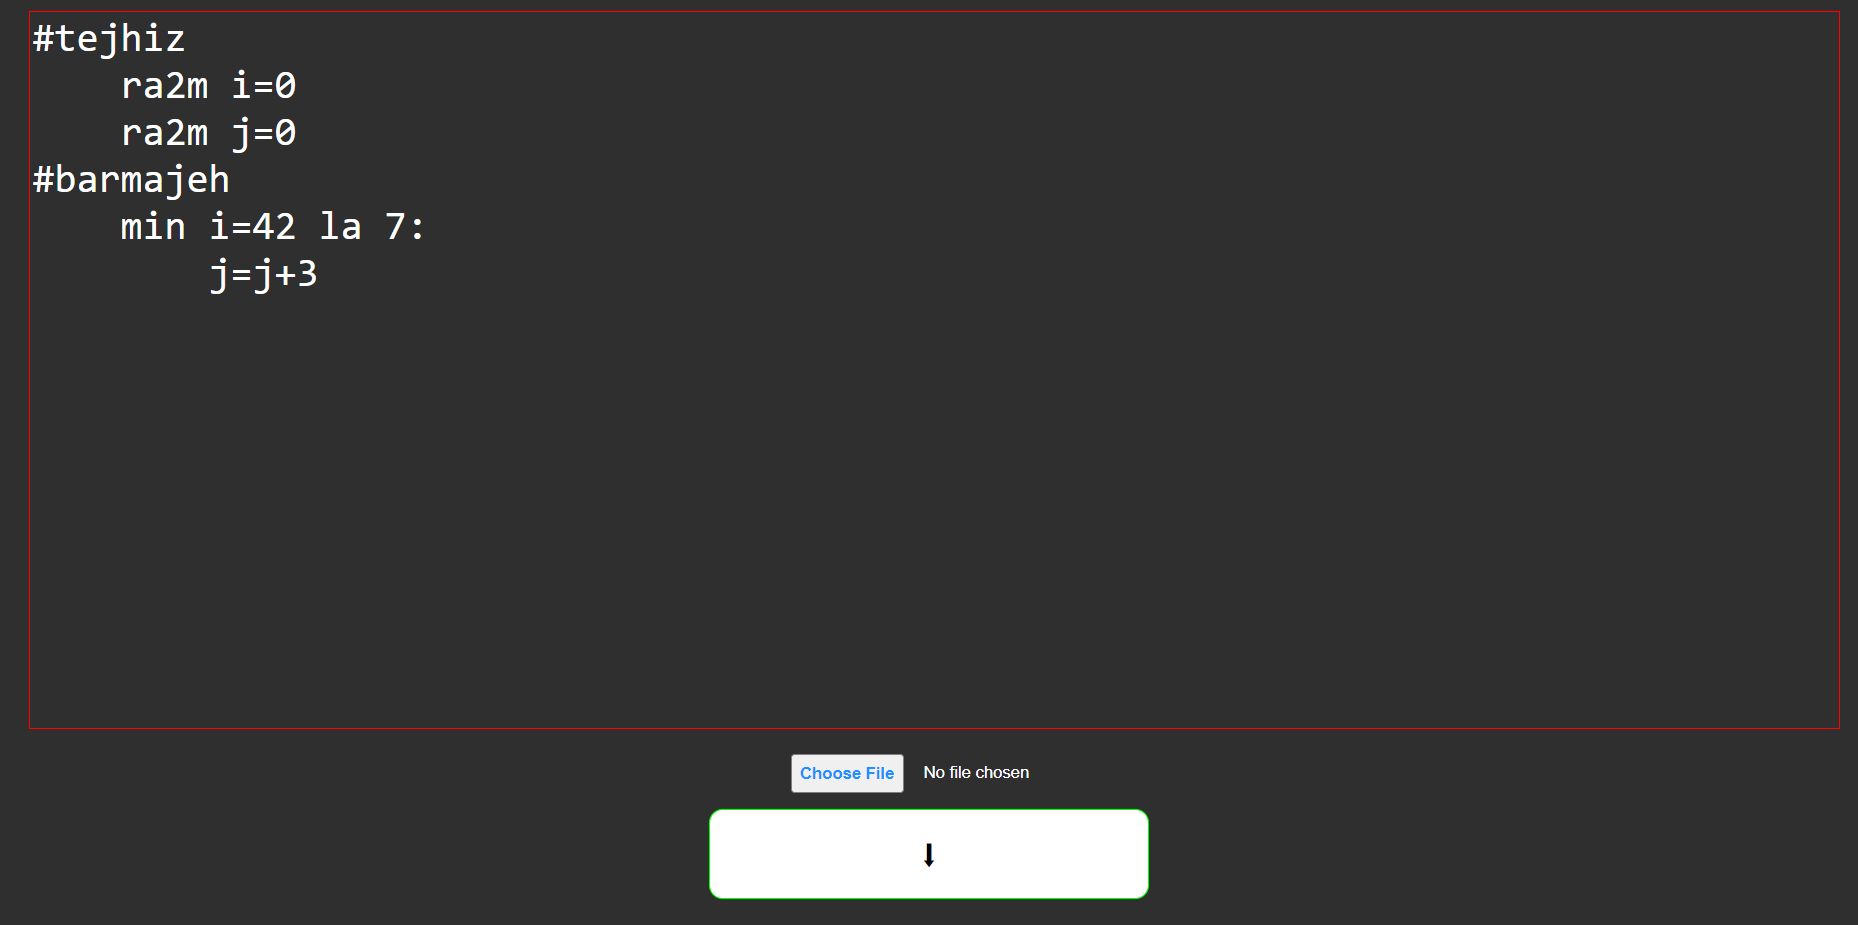 #tejhiz
    ra2m i=0
    ra2m j=0
#barmajeh
    min i=42 la 7:
        j=j+3
Choose File No file chosen
⬇